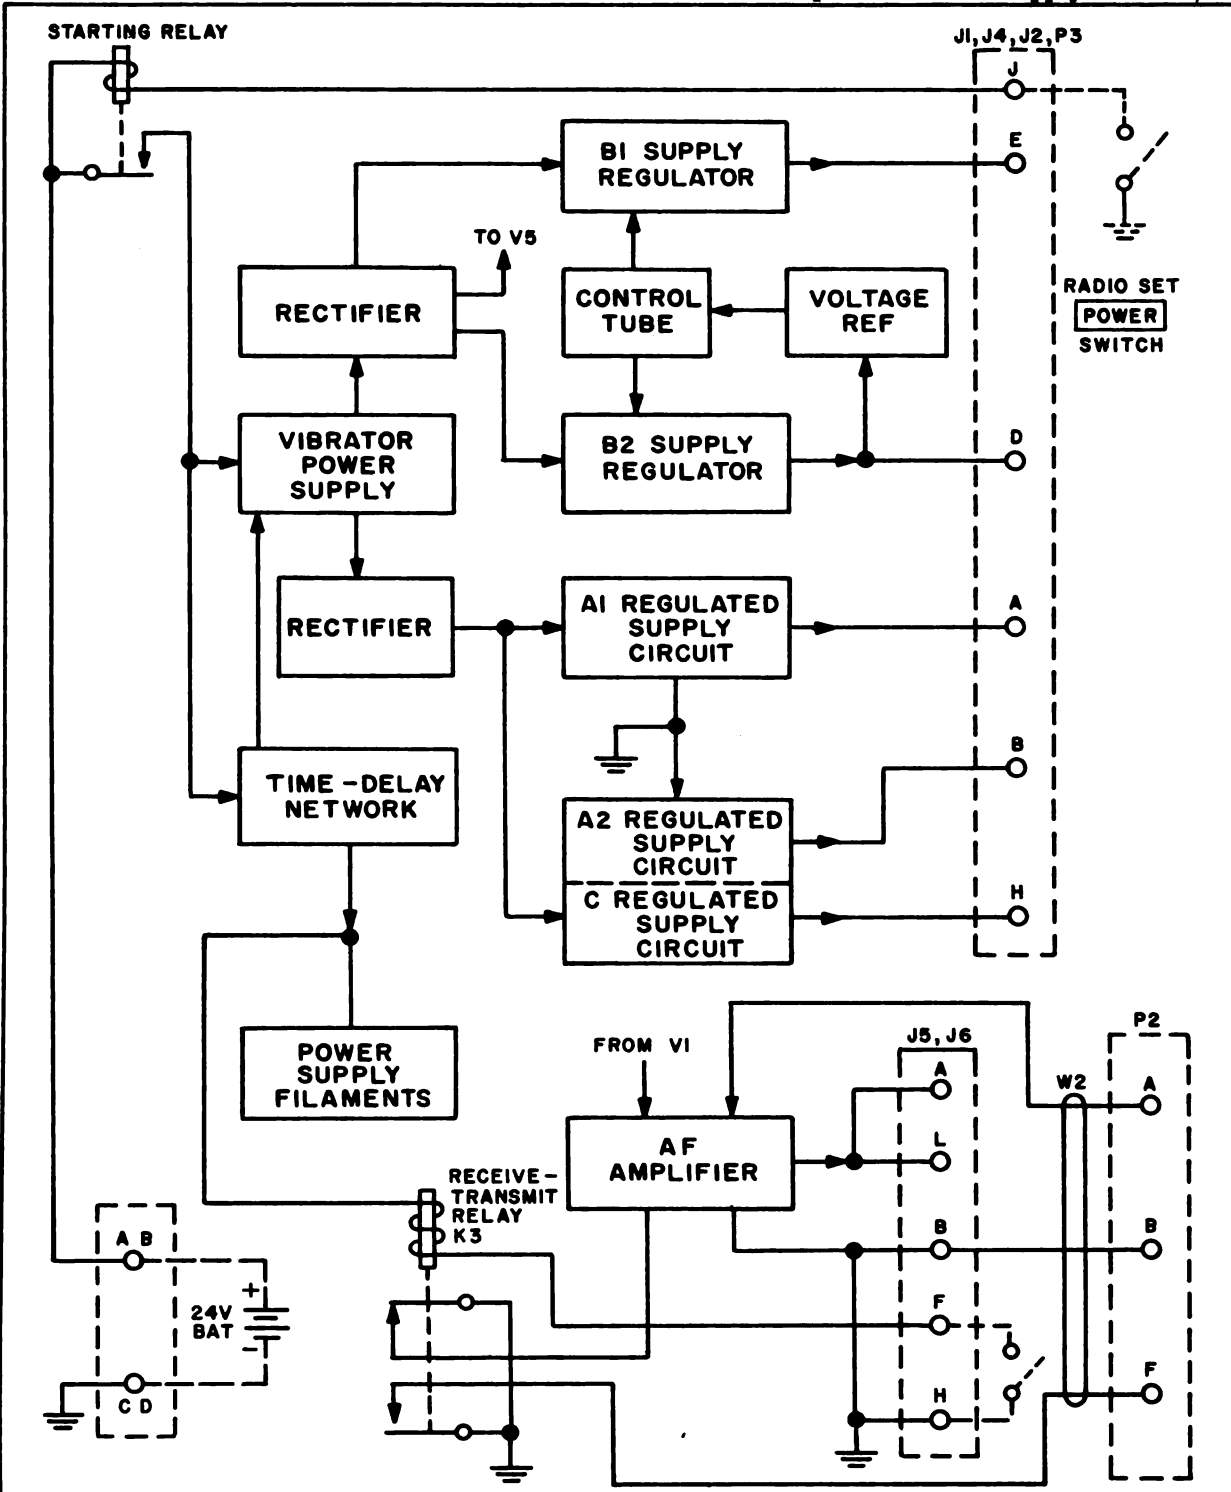 STARTING RELAY
J1, J4, J2, P3
J
E
B1 SUPPLY
REGULATOR
TO V5
RECTIFIER
CONTROL
TUBE
VOLTAGE
REF
RADIO SET
POWER
SWITCH
VIBRATOR
POWER
SUPPLY
B2 SUPPLY
REGULATOR
D
RECTIFIER
A1 REGULATED
SUPPLY
CIRCUIT
A
B
TIME-DELAY
NETWORK
A2 REGULATED
SUPPLY
CIRCUIT
C REGULATED
SUPPLY
CIRCUIT
H
POWER
SUPPLY
FILAMENTS
FROM V1
J5, J6
P2
A
W2
A
AF
AMPLIFIER
L
RECEIVE-
TRANSMIT
RELAY
K3
A B
B
B
+
24V
BAT
-
F
C D
H
F